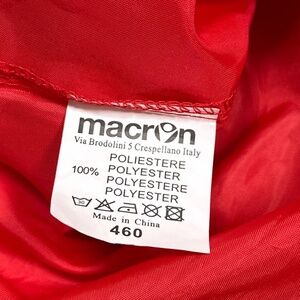 macron
Via Brodolini 5 Crespellano Italy
POLIESTERE
100% POLYESTER
POLYESTERE
POLYESTER
Made in China
460